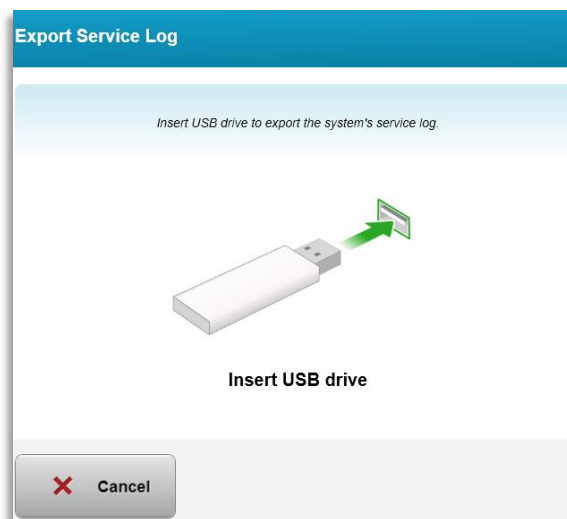 Export Service Log
Insert USB drive to export the system's service log.
Insert USB drive
Cancel